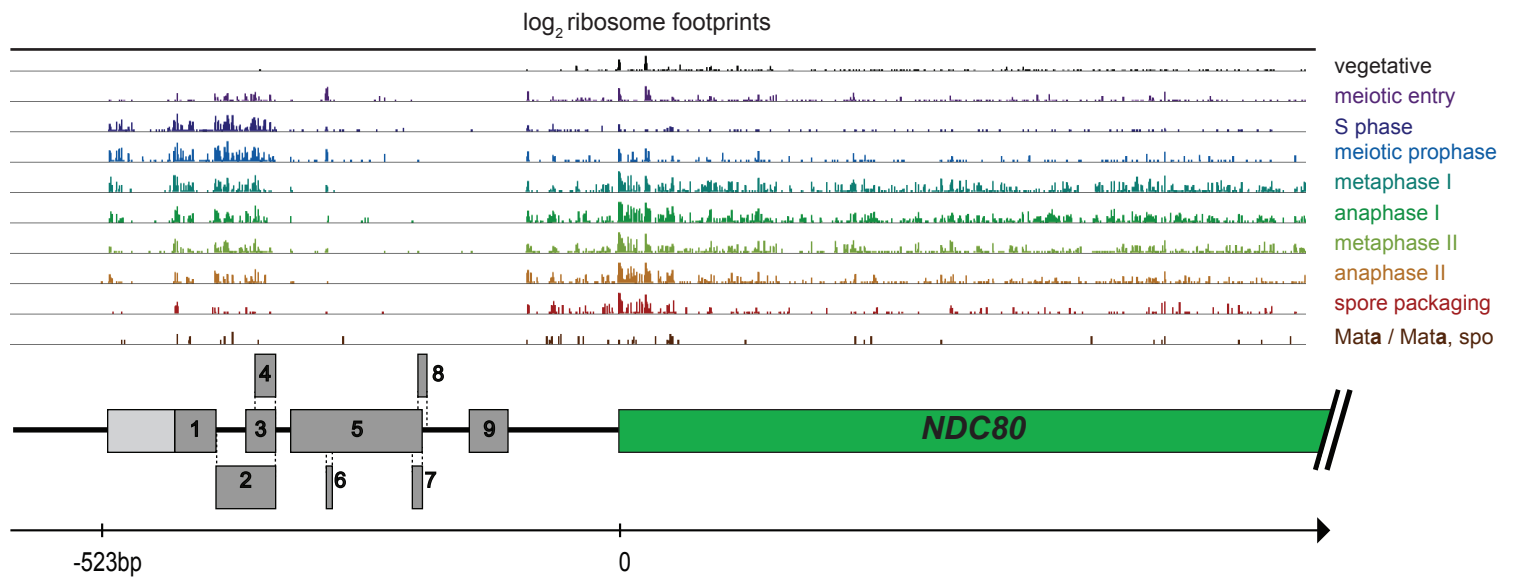 log2 ribosome footprints
vegetative
meiotic entry
S phase
meiotic prophase
metaphase I
anaphase I
metaphase II
anaphase II
spore packaging
Mata / Mata, spo
4
8
1
3
5
9
NDC80
2
6
7
-523bp
0